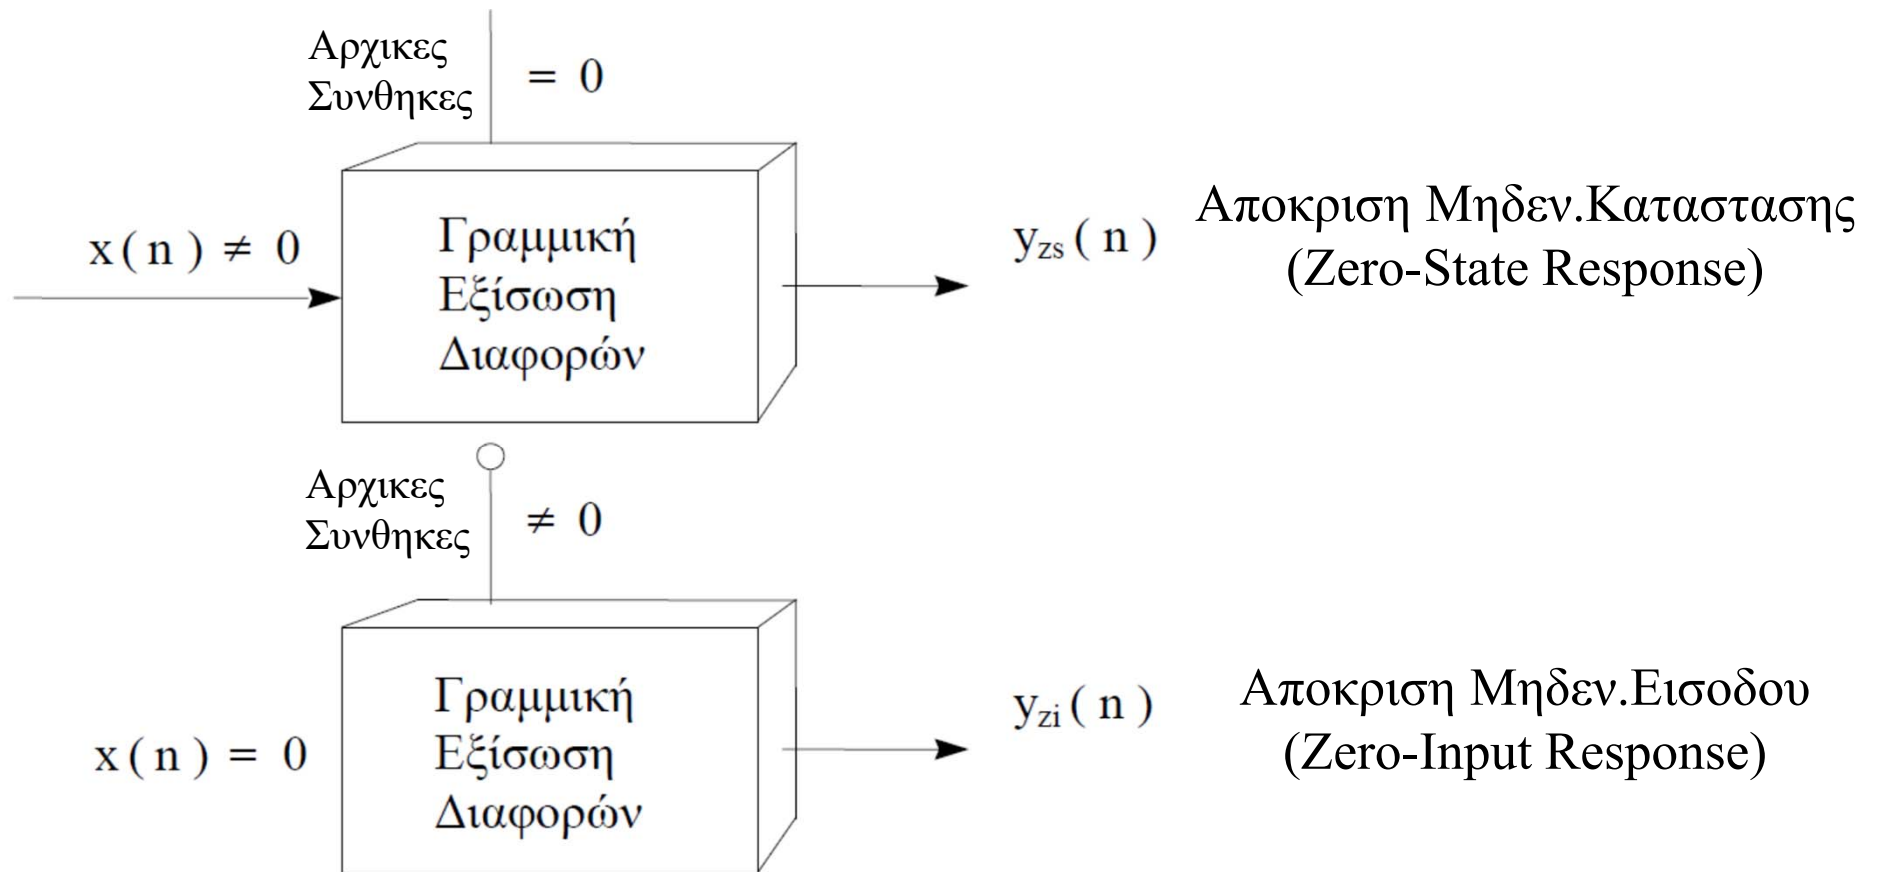 Αρχικες
Συνθηκες
= 0
x ( n ) ≠ 0
Γραμμική
Εξίσωση
Διαφορών
yzs ( n )
Αποκριση Μηδεν.Καταστασης
(Zero-State Response)
Αρχικες
Συνθηκες
≠ 0
x ( n ) = 0
Γραμμική
Εξίσωση
Διαφορών
yzi ( n )
Αποκριση Μηδεν.Εισοδου
(Zero-Input Response)